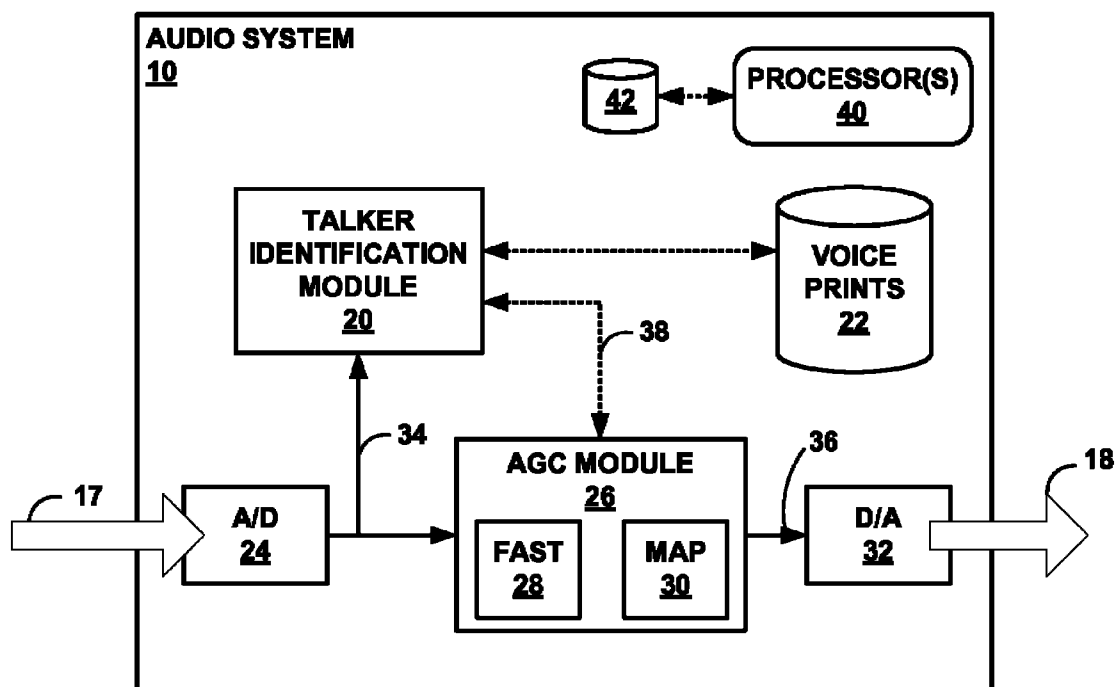 AUDIO SYSTEM
10
42
PROCESSOR(S)
40
TALKER
IDENTIFICATION
MODULE
20
VOICE
PRINTS
22
38
34
17
A/D
24
AGC MODULE
26
FAST
28
MAP
30
36
D/A
32
18